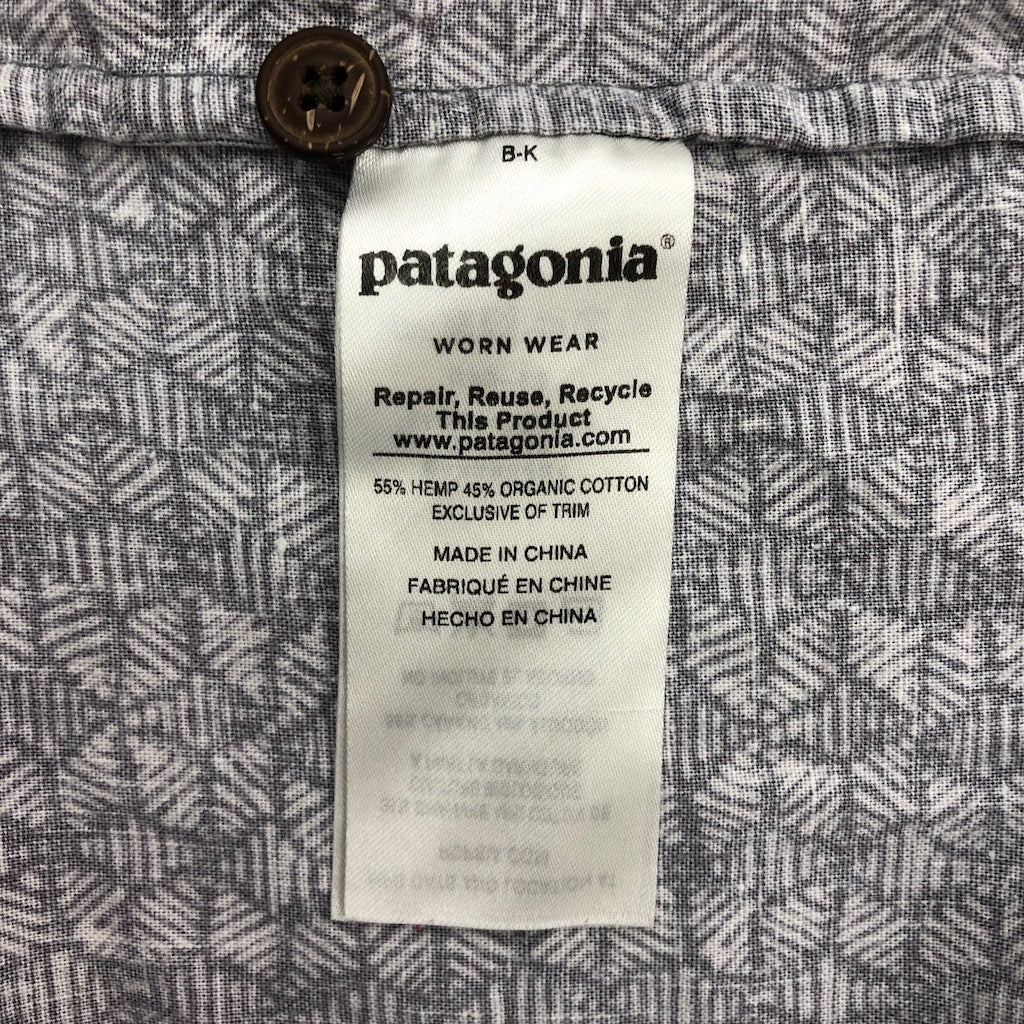 B-K
patagonia®
WORN WEAR
Repair, Reuse, Recycle
This Product
www.patagonia.com
55% HEMP 45% ORGANIC COTTON
EXCLUSIVE OF TRIM
MADE IN CHINA
FABRIQUÉ EN CHINE
HECHO EN CHINA